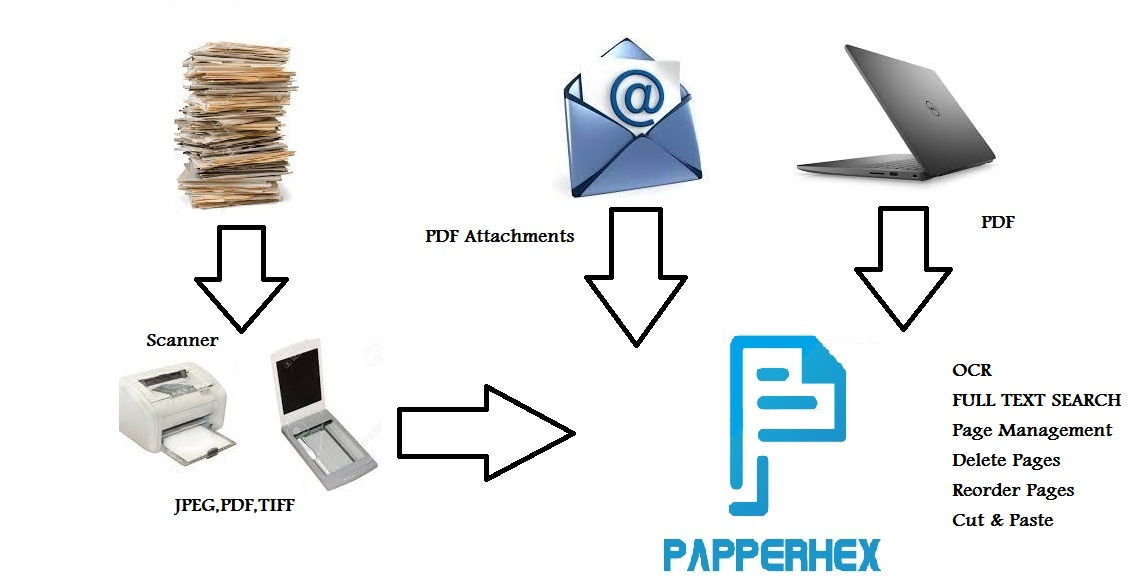 PDF Attachments
PDF
Scanner
JPEG,PDF,TIFF
OCR
FULL TEXT SEARCH
Page Management
Delete Pages
Reorder Pages
Cut & Paste
PAPPERHEX